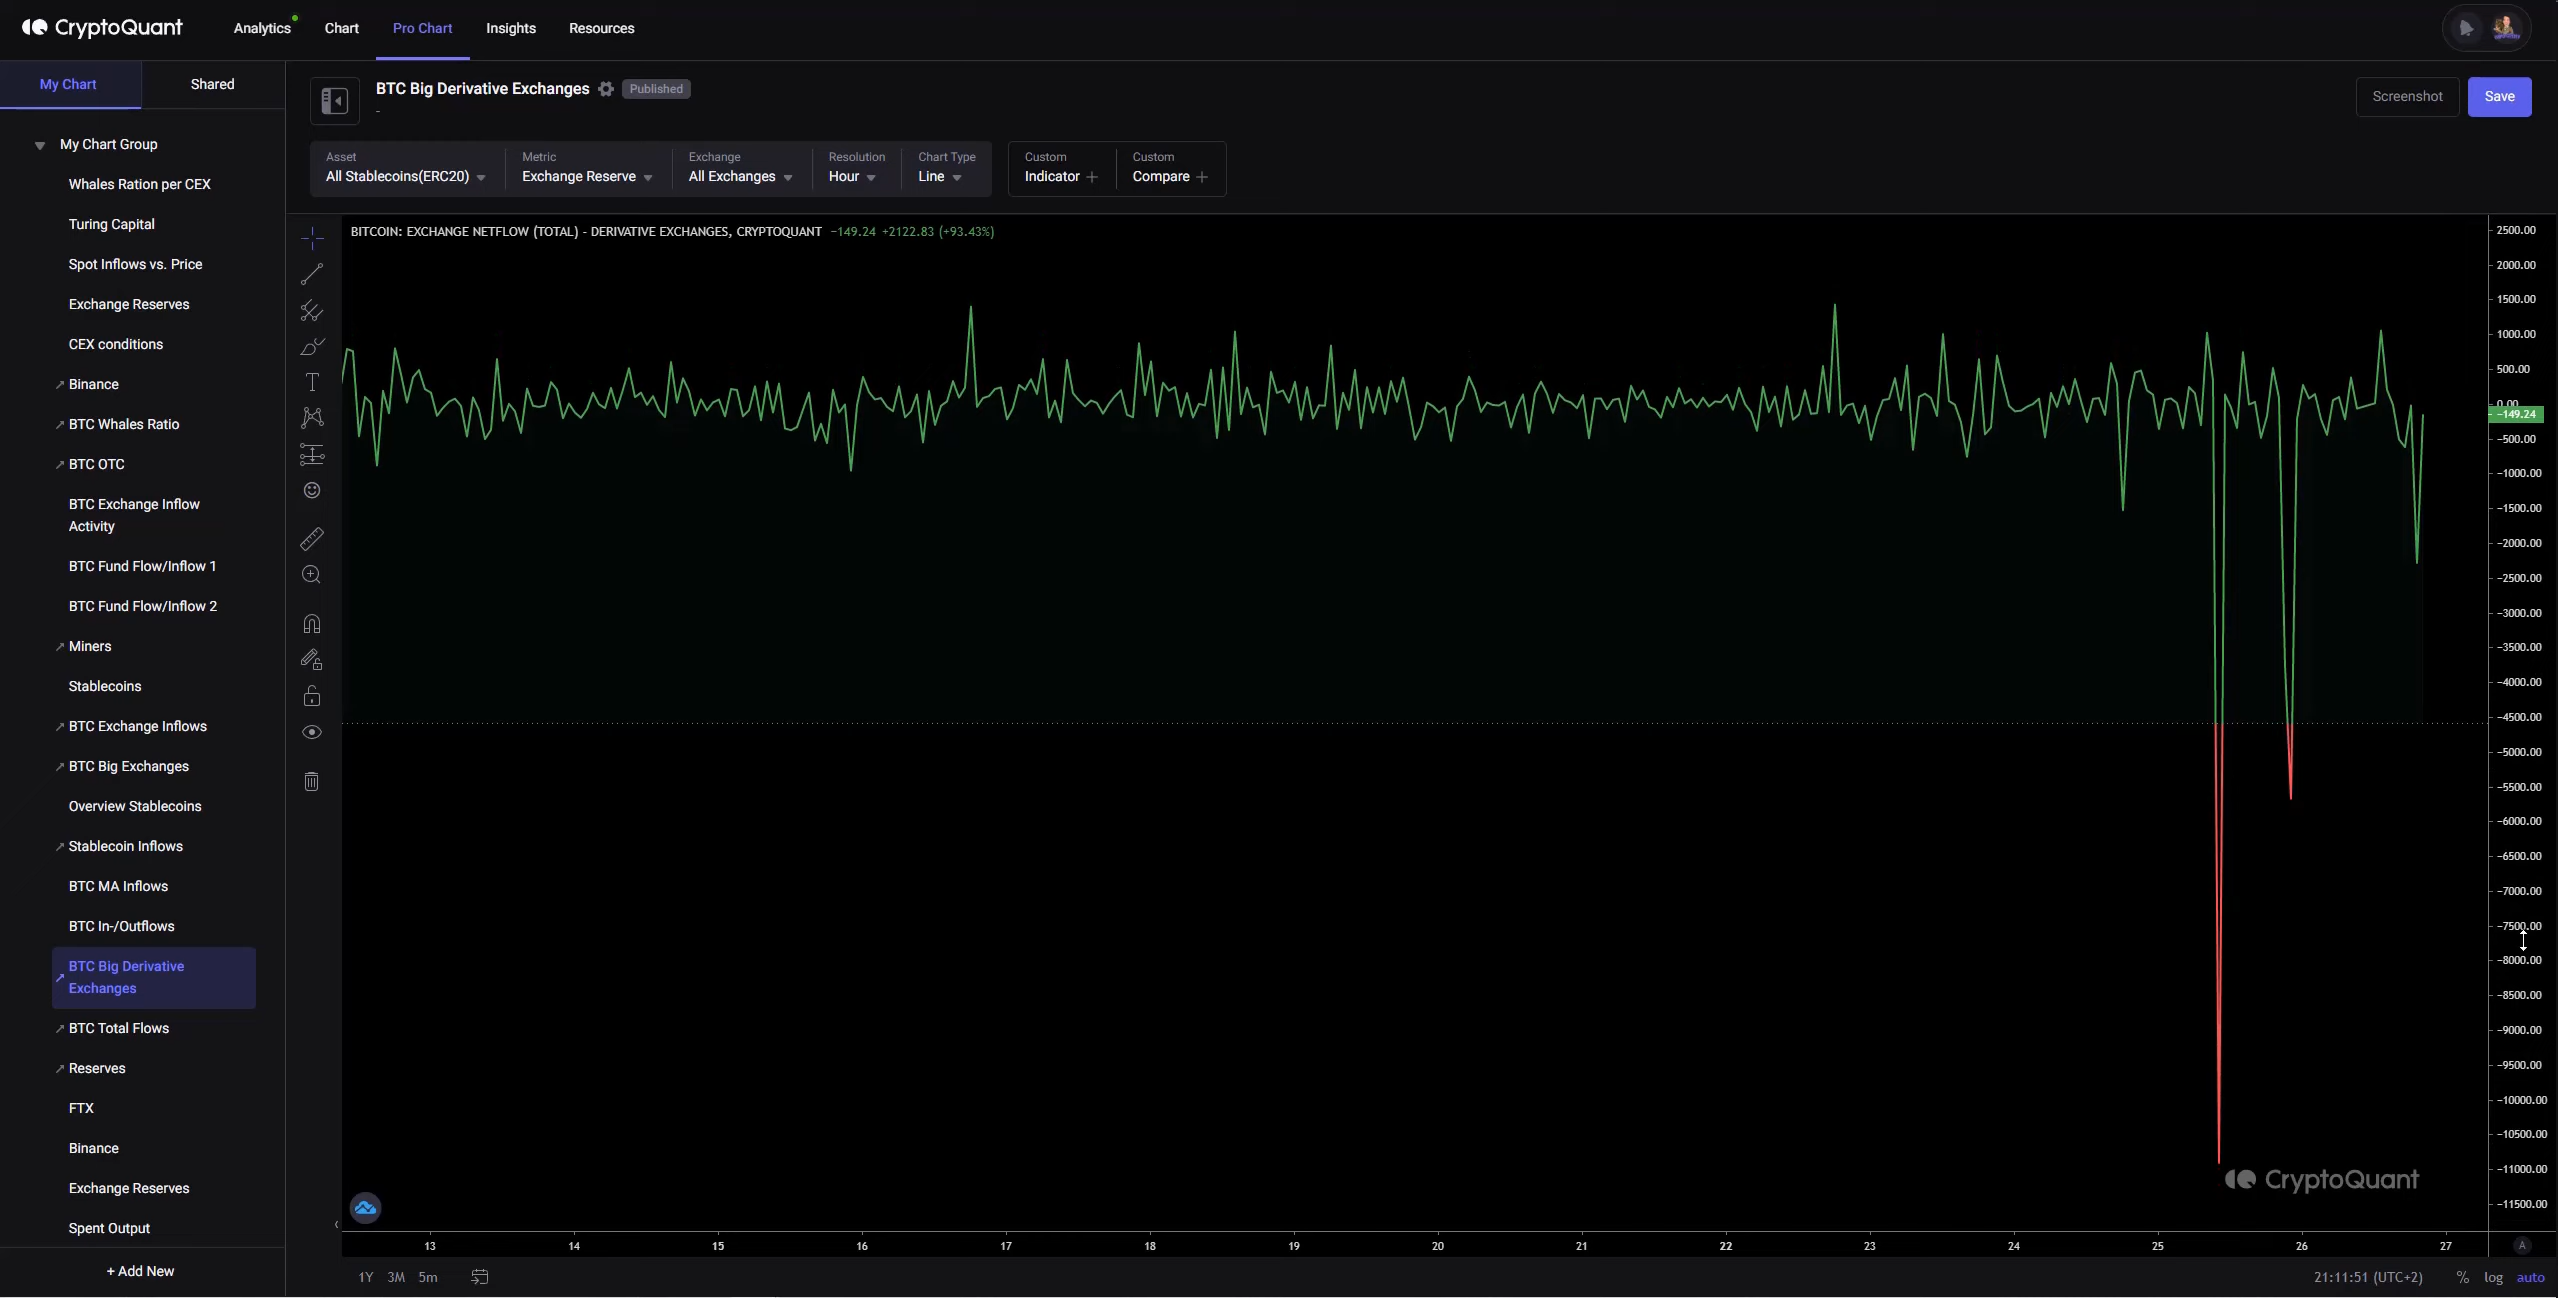 CryptoQuant
Analytics
Chart
Pro Chart
Insights
Resources
My Chart
Shared
My Chart Group
Whales Ration per CEX
Turing Capital
Spot Inflows vs. Price
Exchange Reserves
CEX conditions
Binance
BTC Whales Ratio
BTC OTC
BTC Exchange Inflow
Activity
BTC Fund Flow/Inflow 1
BTC Fund Flow/Inflow 2
Miners
Stablecoins
BTC Exchange Inflows
BTC Big Exchanges
Overview Stablecoins
Stablecoin Inflows
BTC MA Inflows
BTC In-/Outflows
BTC Big Derivative
Exchanges
BTC Total Flows
Reserves
FTX
Binance
Exchange Reserves
Spent Output
+ Add New
BTC Big Derivative Exchanges
Published
-
Screenshot
Save
Asset
All Stablecoins(ERC20)
Metric
Exchange Reserve
Exchange
All Exchanges
Resolution
Hour
Chart Type
Line
Custom
Indicator +
Custom
Compare +
BITCOIN: EXCHANGE NETFLOW (TOTAL) - DERIVATIVE EXCHANGES, CRYPTOQUANT −149.24 +2122.83 (+93.43%)
2500.00
2000.00
1500.00
1000.00
500.00
0.00
−149.24
−500.00
−1000.00
−1500.00
−2000.00
−2500.00
−3000.00
−3500.00
−4000.00
−4500.00
−5000.00
−5500.00
−6000.00
−6500.00
−7000.00
−7500.00
−8000.00
−8500.00
−9000.00
−9500.00
−10000.00
−10500.00
−11000.00
−11500.00
CryptoQuant
13 14 15 16 17 18 19 20 21 22 23 24 25 26 27
A
1Y 3M 5m
21:11:51 (UTC+2) % log auto